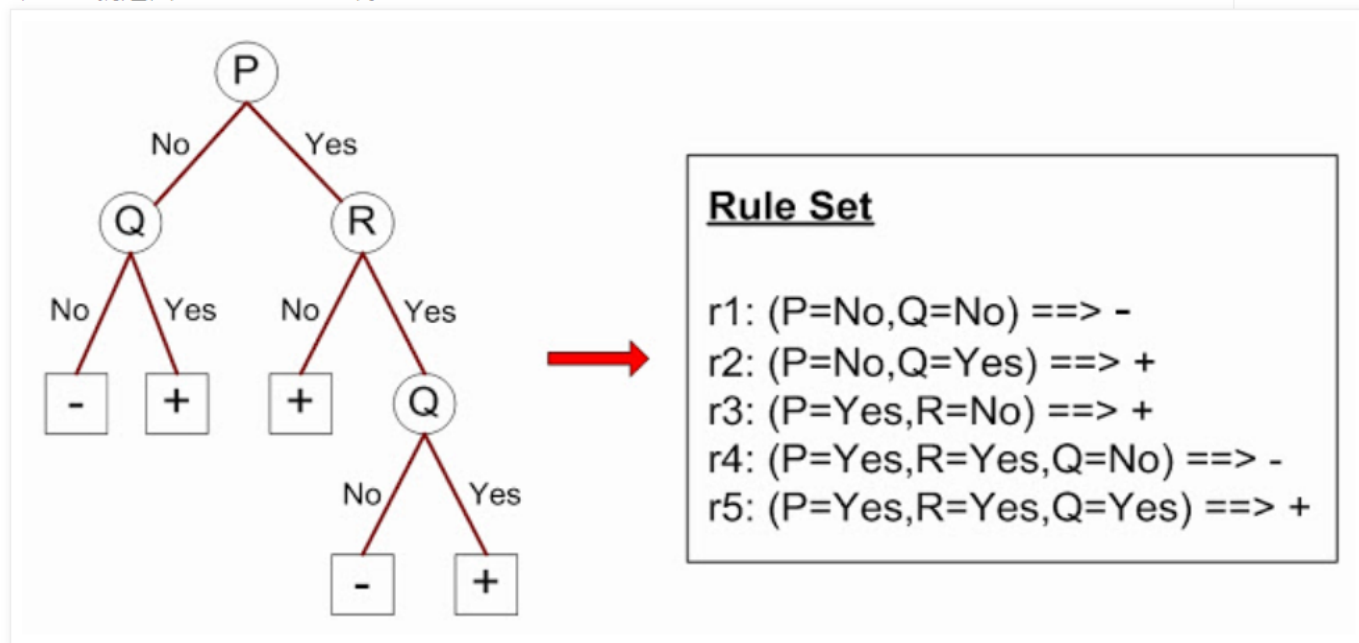 P
No
Yes
Q
R
No
Yes
No
Yes
-
+
+
Q
No
Yes
-
+
Rule Set
r1: (P=No,Q=No) ==> -
r2: (P=No,Q=Yes) ==> +
r3: (P=Yes,R=No) ==> +
r4: (P=Yes,R=Yes,Q=No) ==> -
r5: (P=Yes,R=Yes,Q=Yes) ==> +